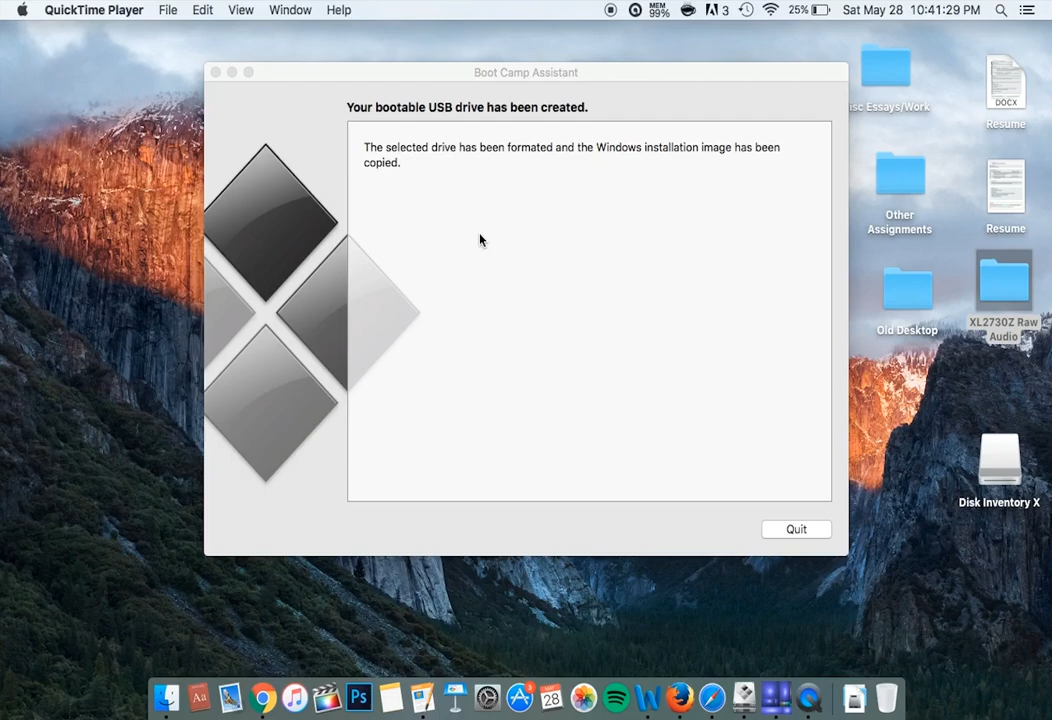 QuickTime Player File Edit View Window Help MEM 99% 3 25% Sat May 28 10:41:29 PM
Boot Camp Assistant
Your bootable USB drive has been created.
The selected drive has been formated and the Windows installation image has been
copied.
Quit
isc Essays/Work
DOCX
Resume
Other
Assignments
Resume
Old Desktop
XL2730Z Raw
Audio
Disk Inventory X
Aa
Ps
MAY
28